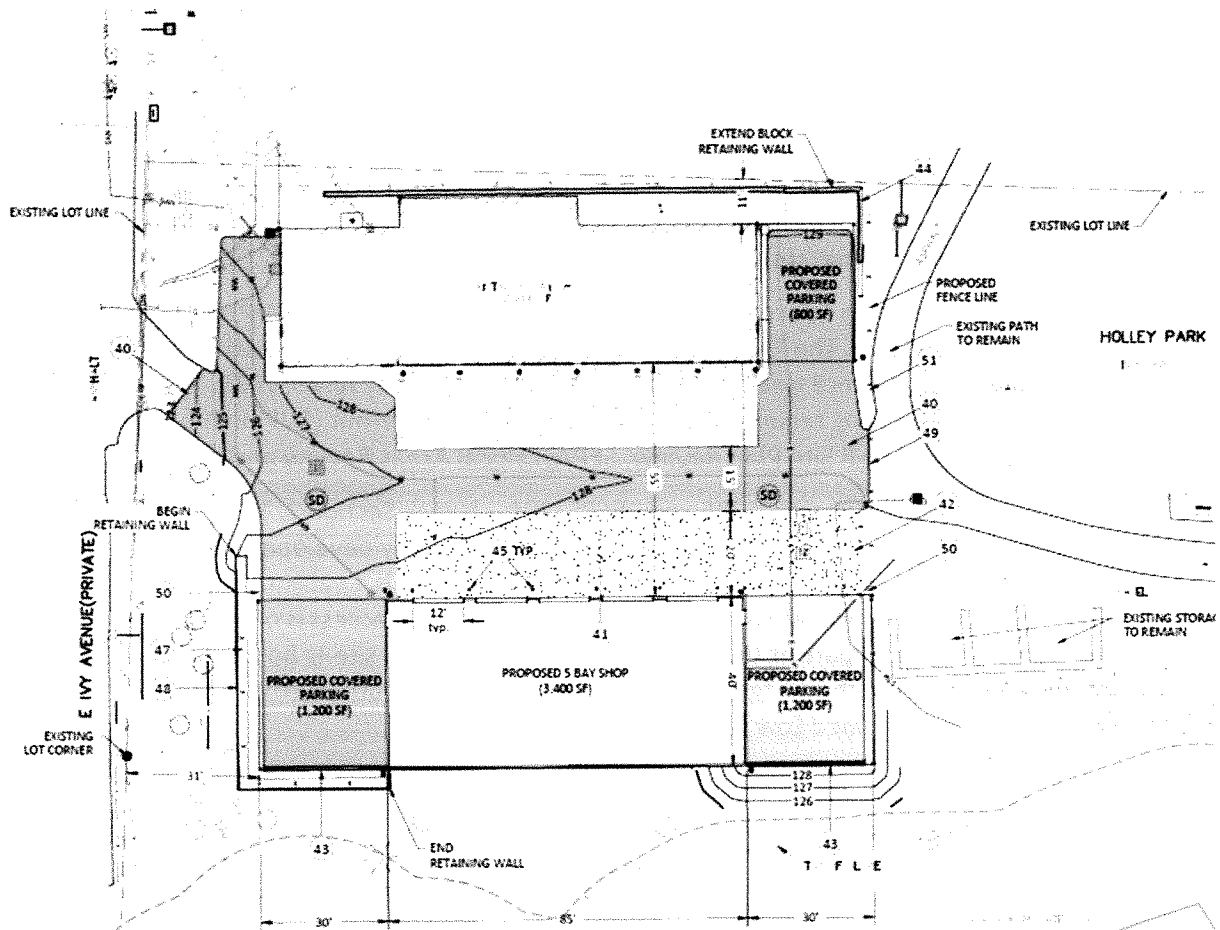 EXTEND BLOCK
RETAINING WALL
44
EXISTING LOT LINE
EXISTING LOT LINE
11'
129
PROPOSED
COVERED
PARKING
(800 SF)
PROPOSED
FENCE LINE
EXISTING PATH
TO REMAIN
HOLLEY PARK
51
40
40
49
124
125
126
127
128
128
55'
15'
SD
SD
42
BEGIN
RETAINING WALL
45 TYP.
20'
50
50
12'
typ.
41
EXISTING STORAG
TO REMAIN
E IVY AVENUE(PRIVATE)
47
48
PROPOSED COVERED
PARKING
(1,200 SF)
PROPOSED 5 BAY SHOP
(3,400 SF)
40'
PROPOSED COVERED
PARKING
(1,200 SF)
EXISTING
LOT CORNER
31'
128
127
126
43
END
RETAINING WALL
43
30'
85'
30'